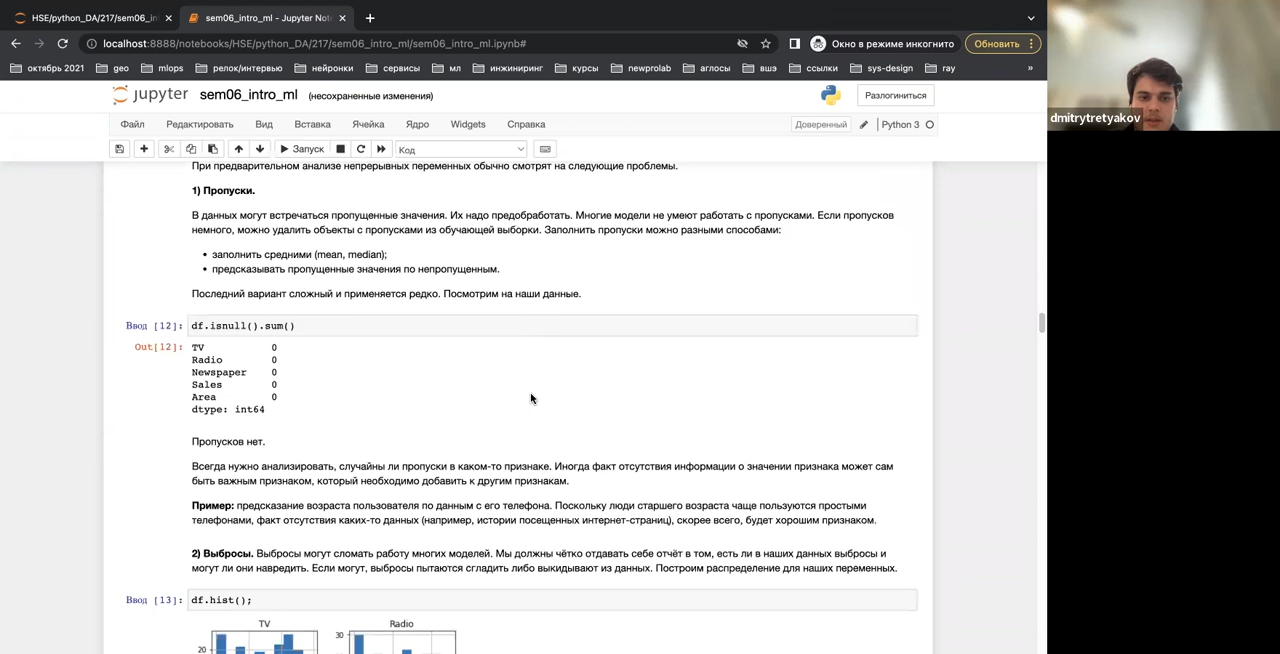 HSE/python_DA/217/sem06_in
sem06_intro_ml - Jupyter Not
localhost:8888/notebooks/HSE/python_DA/217/sem06_intro_ml/sem06_intro_ml.ipynb#
Окно в режиме инкогнито
Обновить
октябрь 2021
geo
mlops
релок/интервью
нейронки
сервисы
мл
инжиниринг
курсы
newprolab
аглосы
вшэ
ссылки
sys-design
ray
»
jupyter sem06_intro_ml (несохраненные изменения)
Разлогиниться
dmitrytretyakov
Файл Редактировать Вид Вставка Ячейка Ядро Widgets Справка
Доверенный
Python 3
Запуск
Код
При предварительном анализе непрерывных переменных обычно смотрят на следующие проблемы.
1) Пропуски.
В данных могут встречаться пропущенные значения. Их надо предобработать. Многие модели не умеют работать с пропусками. Если пропусков
немного, можно удалить объекты с пропусками из обучающей выборки. Заполнить пропуски можно разными способами:
• заполнить средними (mean, median);
• предсказывать пропущенные значения по непропущенным.
Последний вариант сложный и применяется редко. Посмотрим на наши данные.
Ввод [12]: df.isnull().sum()
Out[12]: TV 0
Radio 0
Newspaper 0
Sales 0
Area 0
dtype: int64
Пропусков нет.
Всегда нужно анализировать, случайны ли пропуски в каком-то признаке. Иногда факт отсутствия информации о значении признака может сам
быть важным признаком, который необходимо добавить к другим признакам.
Пример: предсказание возраста пользователя по данным с его телефона. Поскольку люди старшего возраста чаще пользуются простыми
телефонами, факт отсутствия каких-то данных (например, истории посещенных интернет-страниц), скорее всего, будет хорошим признаком.
2) Выбросы. Выбросы могут сломать работу многих моделей. Мы должны чётко отдавать себе отчёт в том, есть ли в наших данных выбросы и
могут ли они навредить. Если могут, выбросы пытаются сгладить либо выкидывают из данных. Построим распределение для наших переменных.
Ввод [13]: df.hist();
TV
Radio
20
30